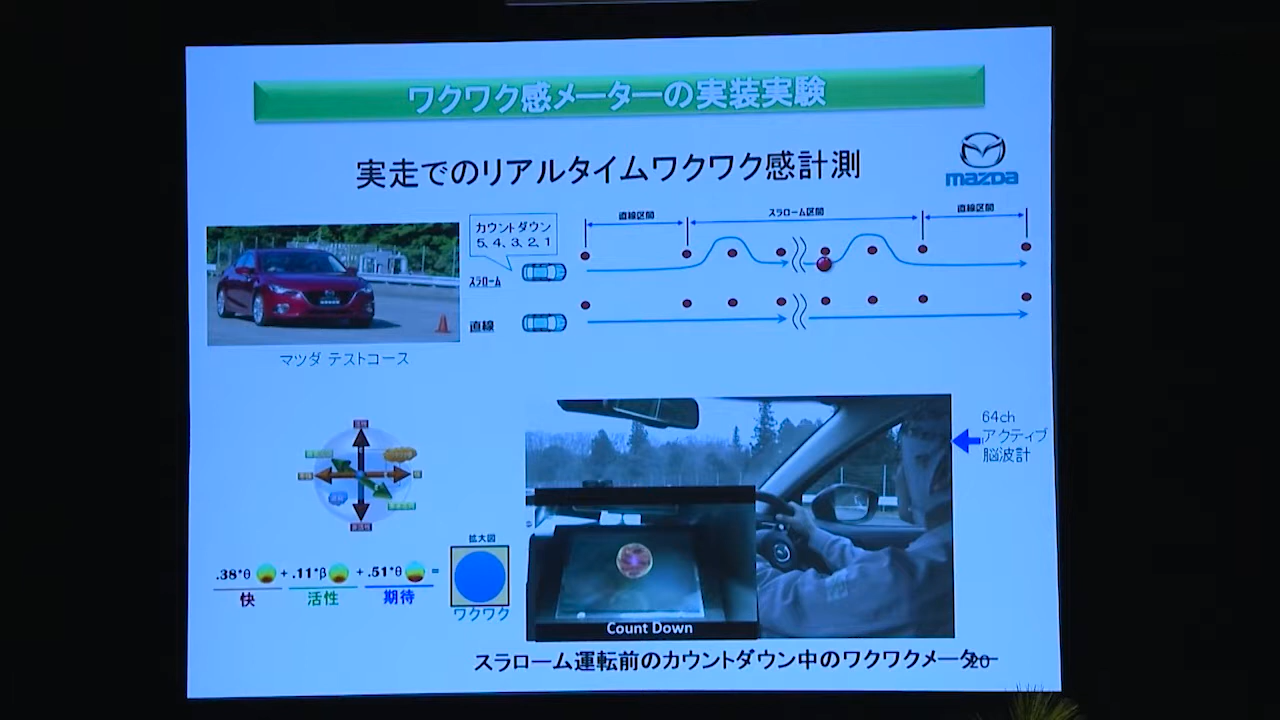 ワクワク感メーターの実装実験
実走でのリアルタイムワクワク感計測
mazda
カウントダウン
5, 4, 3, 2, 1
直線区間
スラローム区間
直線区間
スラローム
直線
マツダ テストコース
64ch
アクティブ
脳波計
.38*θ + .11*β + .51*θ =
快
活性
期待
拡大図
ワクワク
Count Down
スラローム運転前のカウントダウン中のワクワクメーター
20